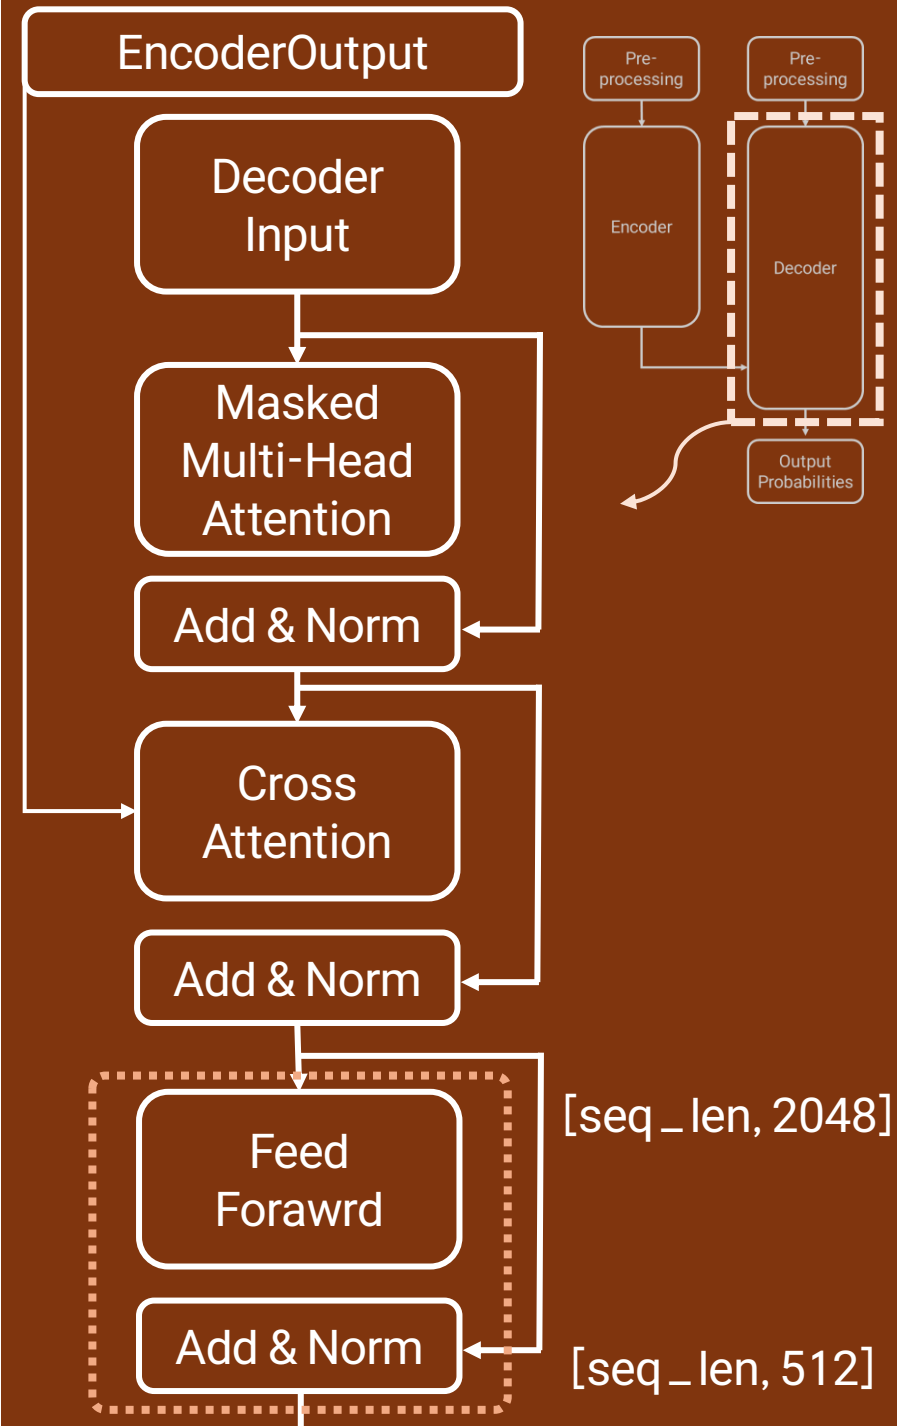 EncoderOutput
Decoder
Input
Masked
Multi-Head
Attention
Add & Norm
Cross
Attention
Add & Norm
Feed
Forawrd
Add & Norm
[seq_len, 2048]
[seq_len, 512]
Pre-
processing
Encoder
Pre-
processing
Decoder
Output
Probabilities